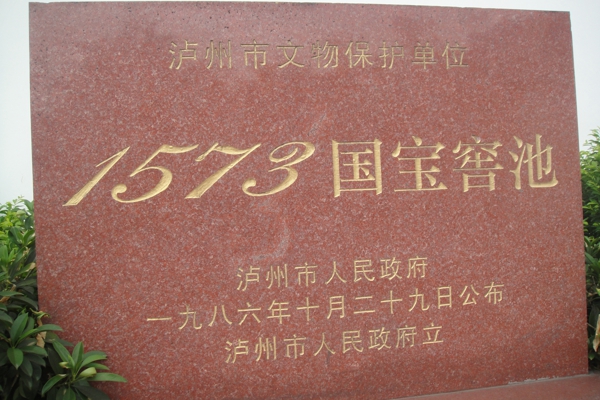 泸州市文物保护单位
1573国宝窖池
泸州市人民政府
一九八六年十月二十九日公布
泸州市人民政府立